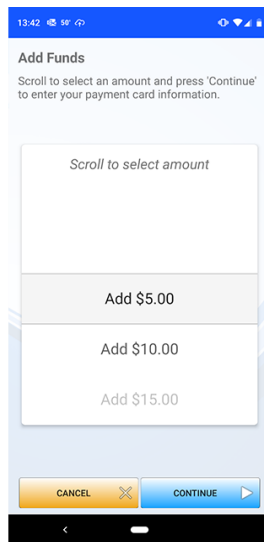 13:42 50°
Add Funds
Scroll to select an amount and press 'Continue'
to enter your payment card information.
Scroll to select amount
Add $5.00
Add $10.00
Add $15.00
CANCEL CONTINUE